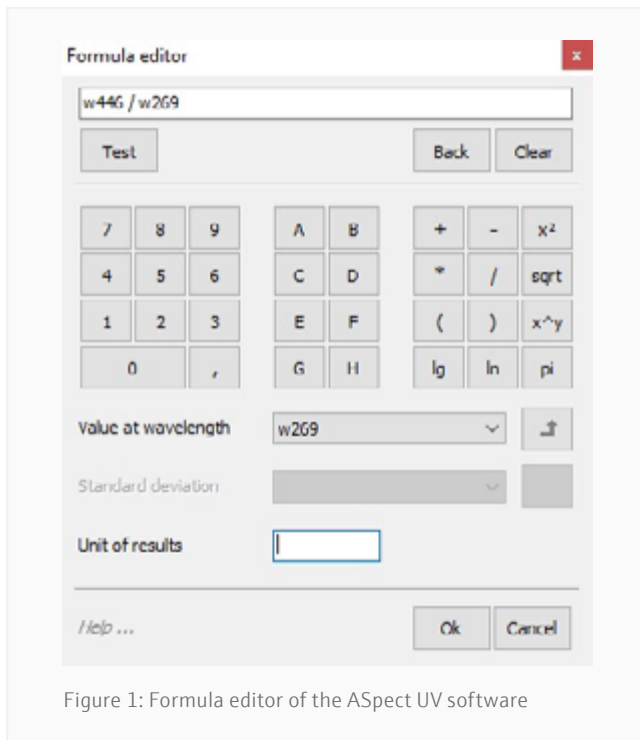 Formula editor
x
w446 / w269
Test Back Clear
7 8 9 A B + - x²
4 5 6 C D * / sqrt
1 2 3 E F ( ) x^y
0 , G H lg ln pi
Value at wavelength w269
Standard deviation
Unit of results
Help ...
Ok Cancel
Figure 1: Formula editor of the ASpect UV software